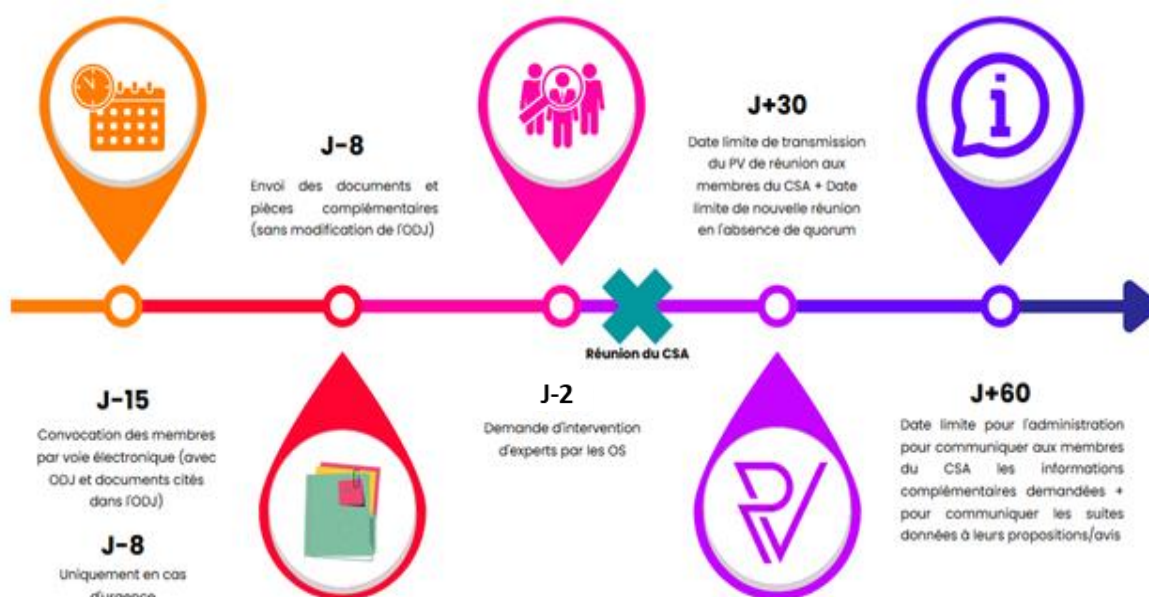 J-8
Envoi des documents et
pièces complémentaires
(sans modification de l'ODJ)
J+30
Date limite de transmission
du PV de réunion aux
membres du CSA + Date
limite de nouvelle réunion
en l'absence de quorum
Réunion du CSA
J-15
Convocation des membres
par voie électronique (avec
ODJ et documents cités
dans l'ODJ)
J-8
Uniquement en cas
d'urgence
J-2
Demande d'intervention
d'experts par les OS
PV
J+60
Date limite pour l'administration
pour communiquer aux membres
du CSA les informations
complémentaires demandées +
pour communiquer les suites
données à leurs propositions/avis